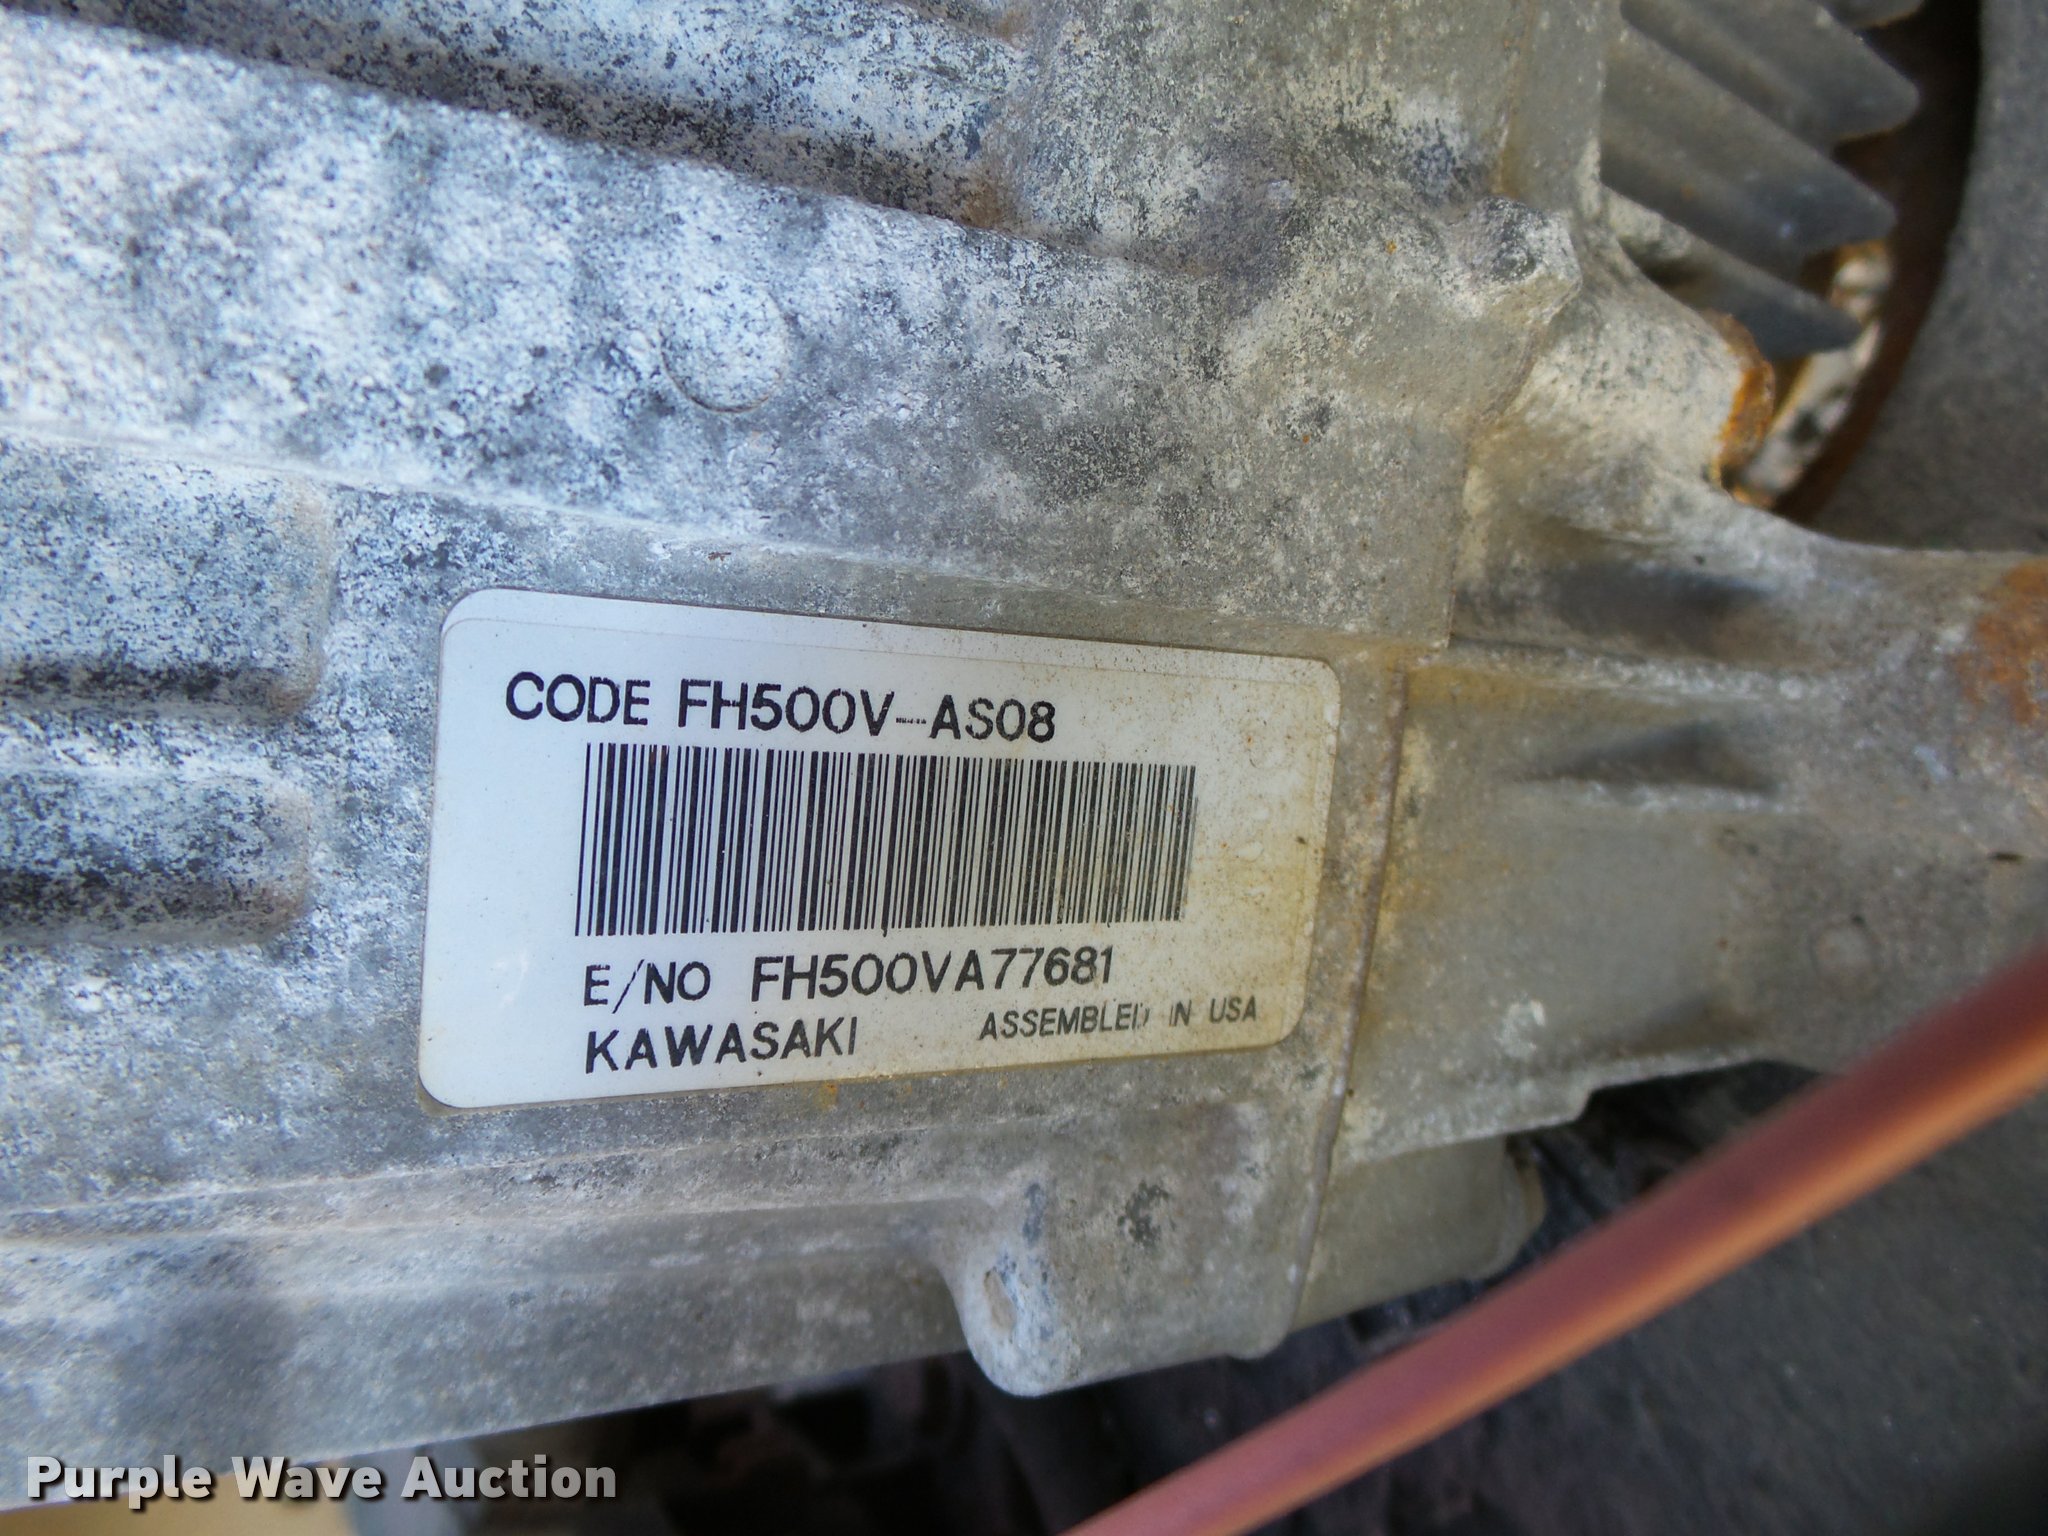 CODE FH500V-AS08
E/NO FH500VA77681
KAWASAKI ASSEMBLED IN USA
Purple Wave Auction